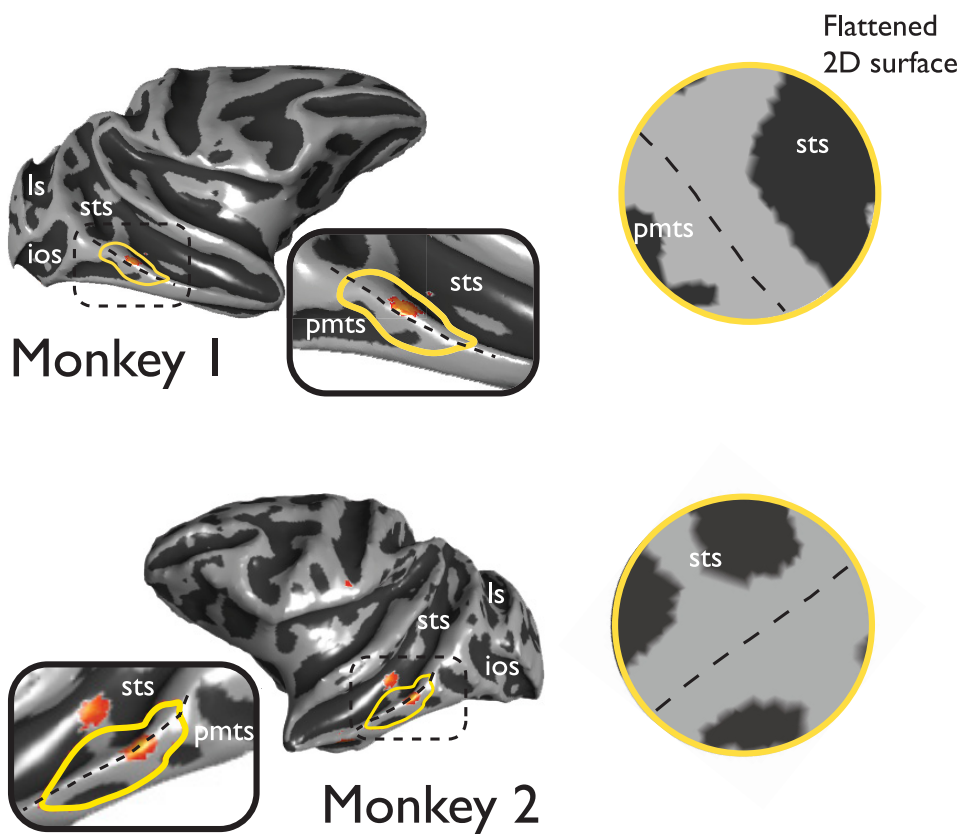 Flattened
2D surface
sts
pmts
ls
sts
ios
sts
pmts
Monkey 1
sts
ls
sts
ios
sts
pmts
Monkey 2